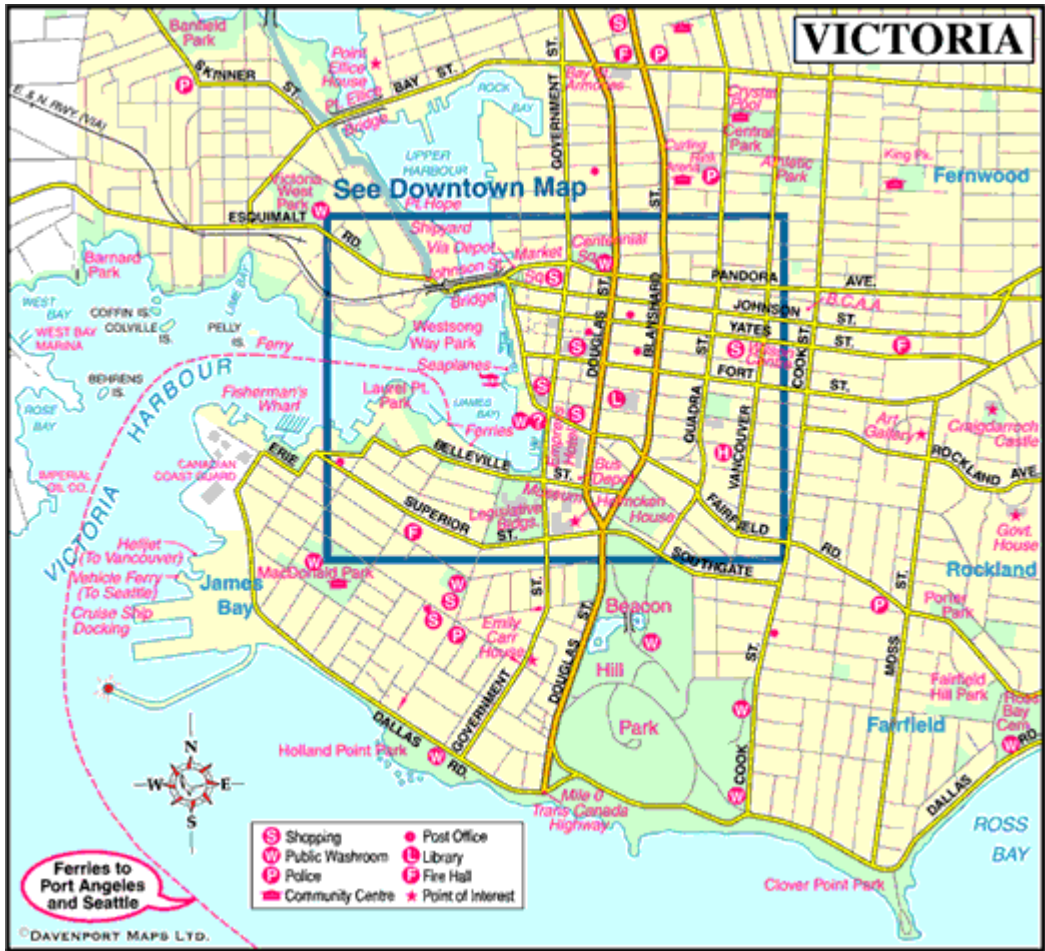 VICTORIA
Banfield
Park
SKINNER
ST.
Point
Ellice
House
Pt. Ellice
Bridge
BAY ST.
ROCK
BAY
GOVERNMENT ST.
Bay St.
Armories
Crystal
Pool
Central
Park
Curling
Rink
Arena
Athletic
Park
King Pk.
Fernwood
E. & N. RWY. (VIA)
UPPER
HARBOUR
Victoria
West
Park
See Downtown Map
Pt. Hope
Shipyard
ESQUIMALT
RD.
Via Depot
Johnson St.
Bridge
Market
Sq.
Centennial
Sq.
BLANSHARD
ST.
PANDORA
AVE.
JOHNSON
ST.
B.C.A.A.
YATES
ST.
FORT
ST.
COOK ST.
DOUGLAS
ST.
QUADRA
ST.
VANCOUVER
Barnard
Park
WEST
BAY
COFFIN IS.
COLVILLE
IS.
LIME BAY
PELLY
IS.
WEST BAY
MARINA
BEHRENS
IS.
Ferry
Westsong
Way Park
Seaplanes
Fisherman's
Wharf
Laurel Pt.
Park
(JAMES
BAY)
Ferries
Empress
Hotel
ROSE
BAY
VICTORIA HARBOUR
Art
Gallery
Craigdarroch
Castle
ROCKLAND
AVE.
IMPERIAL
OIL CO.
CANADIAN
COAST GUARD
ERIE
BELLEVILLE
ST.
Bus
Depot
Museum
Helmcken
House
Legislative
Bldgs.
SUPERIOR
ST.
FAIRFIELD
RD.
SOUTHGATE
Govt.
House
Rockland
Helijet
(To Vancouver)
Vehicle Ferry
(To Seattle)
Cruise Ship
Docking
James
Bay
MacDonald Park
Emily
Carr
House
GOVERNMENT
ST.
DOUGLAS
ST.
Beacon
Hill
Park
COOK
ST.
MOSS
ST.
Porter
Park
Fairfield
Hill Park
Fairfield
Ross
Bay
Cem.
DALLAS
RD.
DALLAS
RD.
Holland Point Park
Mile 0
Trans Canada
Highway
ROSS
BAY
Clover Point Park
N
W
E
S
S Shopping
W Public Washroom
P Police
Community Centre
Post Office
L Library
F Fire Hall
Point of Interest
Ferries to
Port Angeles
and Seattle
©DAVENPORT MAPS LTD.